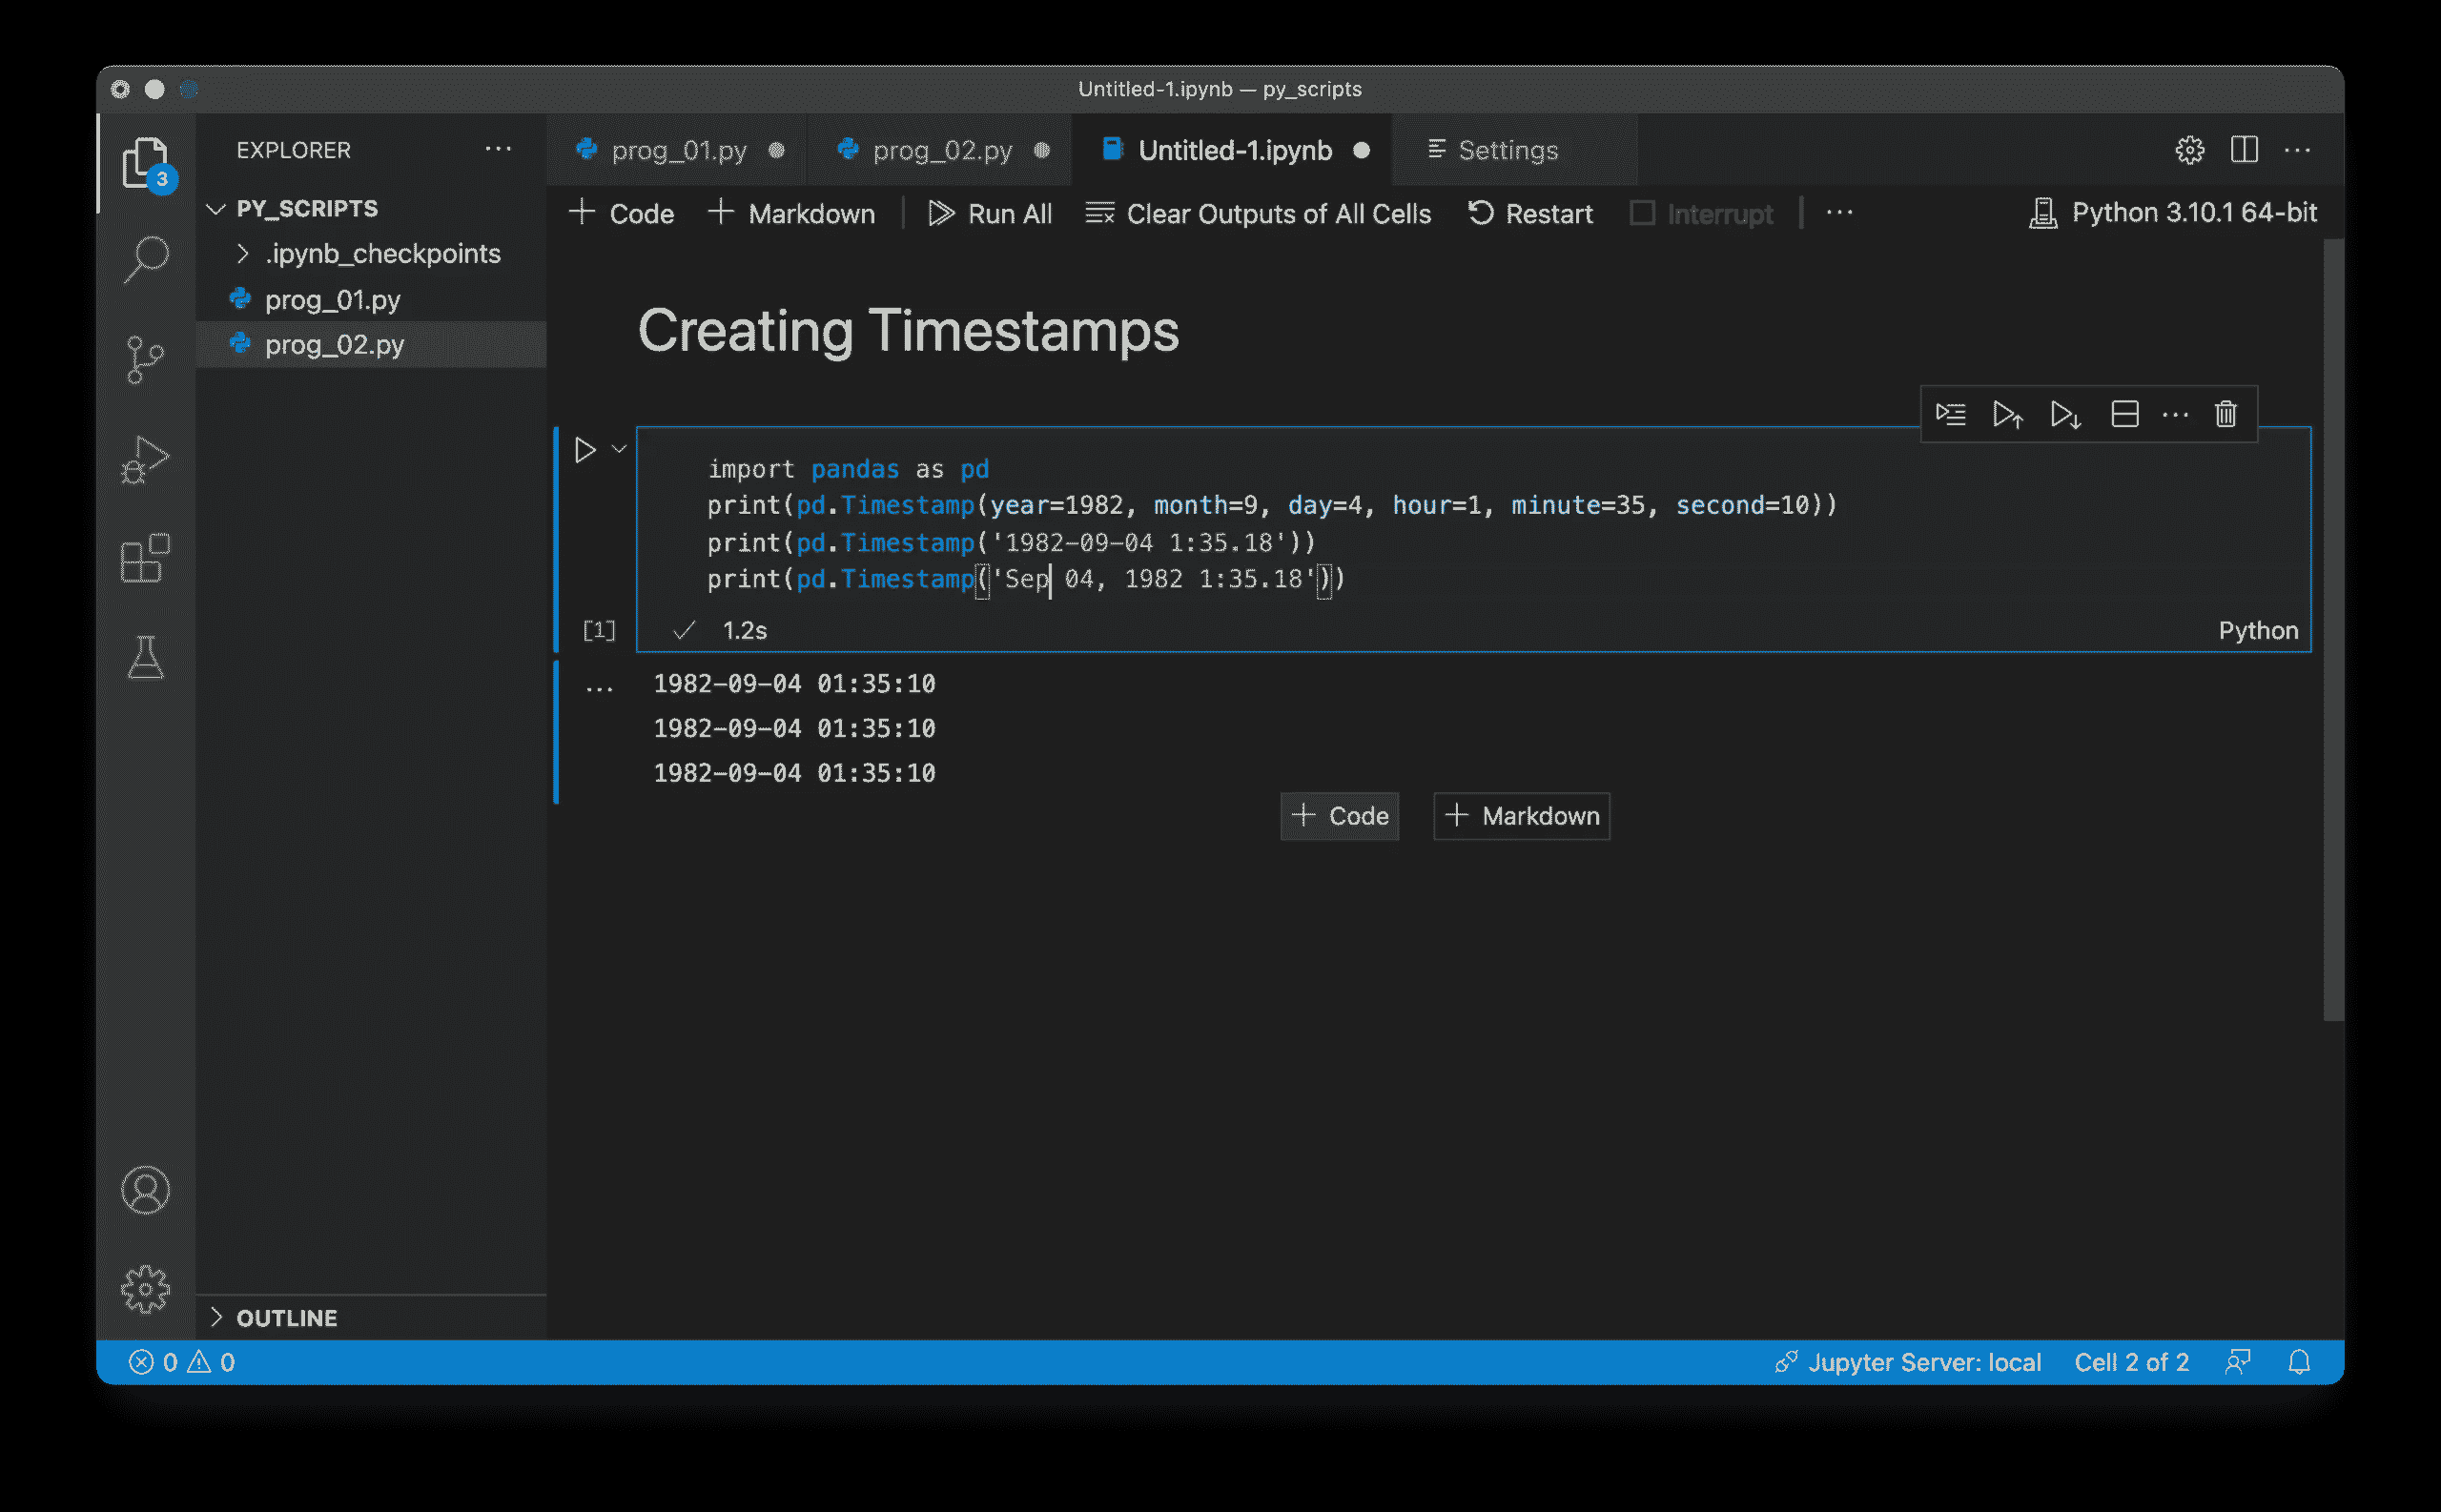 Untitled-1.ipynb — py_scripts
EXPLORER ...
prog_01.py
prog_02.py
Untitled-1.ipynb
Settings
3
PY_SCRIPTS
.ipynb_checkpoints
prog_01.py
prog_02.py
+ Code + Markdown Run All Clear Outputs of All Cells Restart Interrupt ... Python 3.10.1 64-bit
Creating Timestamps
import pandas as pd
print(pd.Timestamp(year=1982, month=9, day=4, hour=1, minute=35, second=10))
print(pd.Timestamp('1982-09-04 1:35.18'))
print(pd.Timestamp('Sep 04, 1982 1:35.18'))
[1] 1.2s Python
1982-09-04 01:35:10
1982-09-04 01:35:10
1982-09-04 01:35:10
+ Code + Markdown
OUTLINE
0 0 Jupyter Server: local Cell 2 of 2